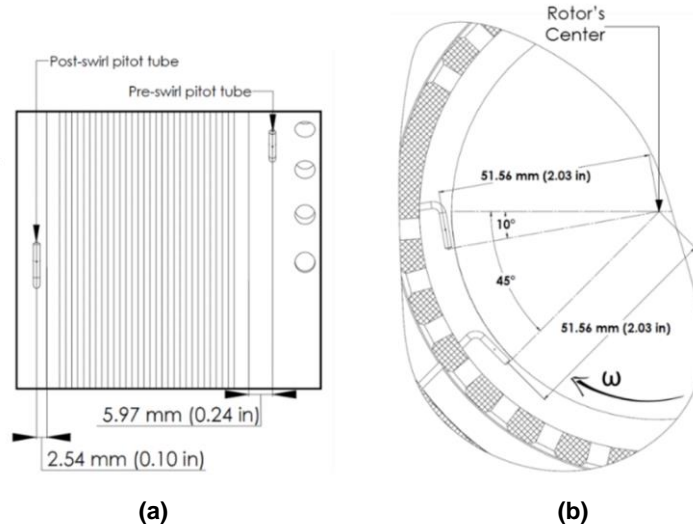 Post-swirl pitot tube
Pre-swirl pitot tube
5.97 mm (0.24 in)
2.54 mm (0.10 in)
(a)
Rotor's
Center
51.56 mm (2.03 in)
10°
45°
51.56 mm (2.03 in)
ω
(b)